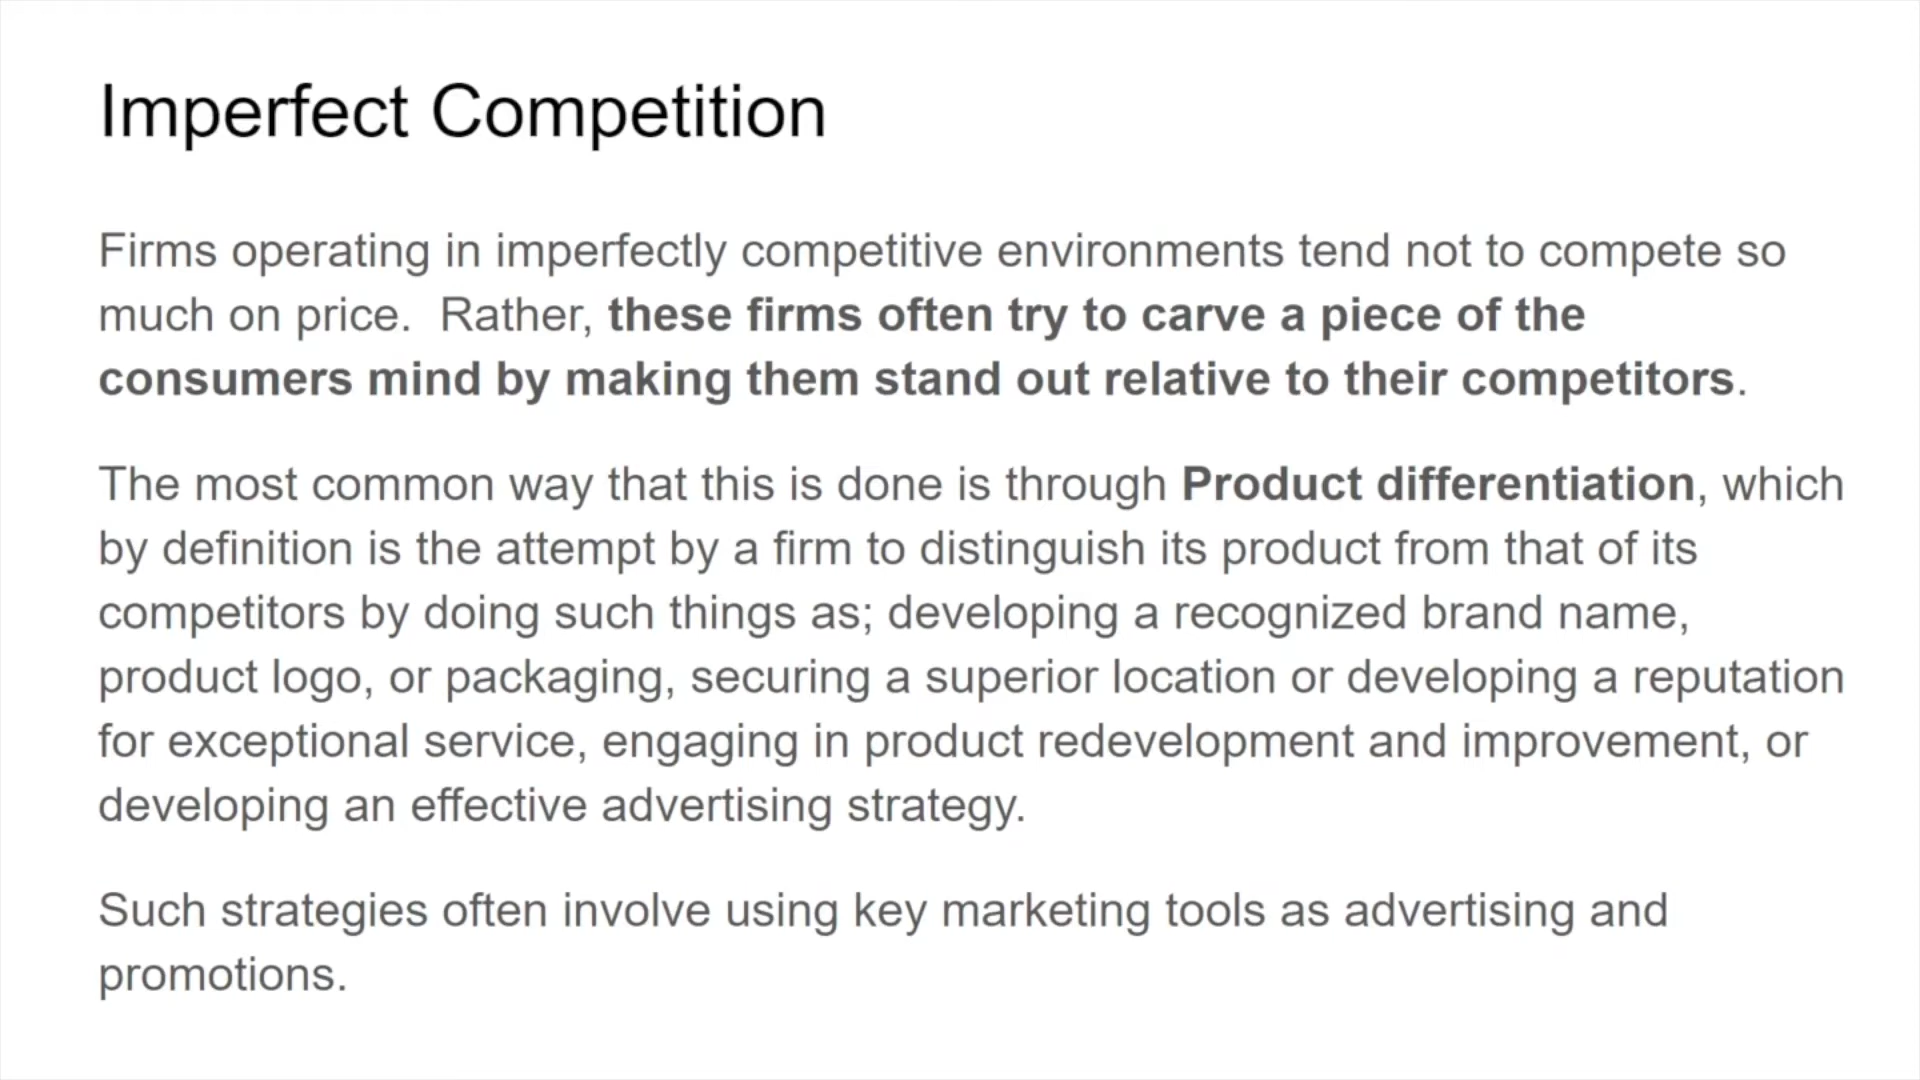 Imperfect Competition
Firms operating in imperfectly competitive environments tend not to compete so
much on price.  Rather, these firms often try to carve a piece of the
consumers mind by making them stand out relative to their competitors.
The most common way that this is done is through Product differentiation, which
by definition is the attempt by a firm to distinguish its product from that of its
competitors by doing such things as; developing a recognized brand name,
product logo, or packaging, securing a superior location or developing a reputation
for exceptional service, engaging in product redevelopment and improvement, or
developing an effective advertising strategy.
Such strategies often involve using key marketing tools as advertising and
promotions.